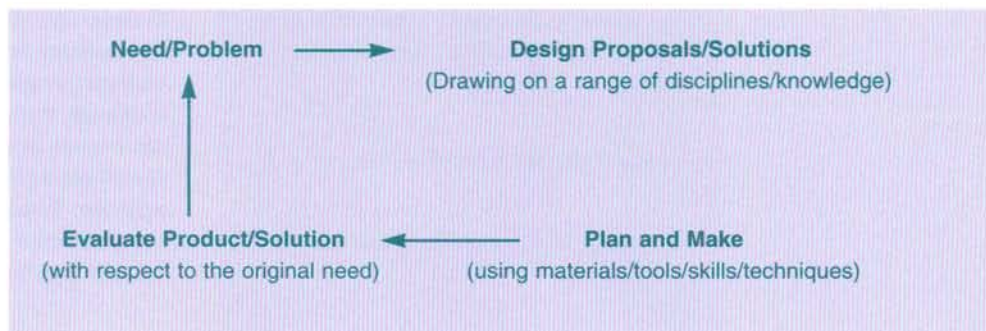 Need/Problem
Design Proposals/Solutions
(Drawing on a range of disciplines/knowledge)
Evaluate Product/Solution
(with respect to the original need)
Plan and Make
(using materials/tools/skills/techniques)